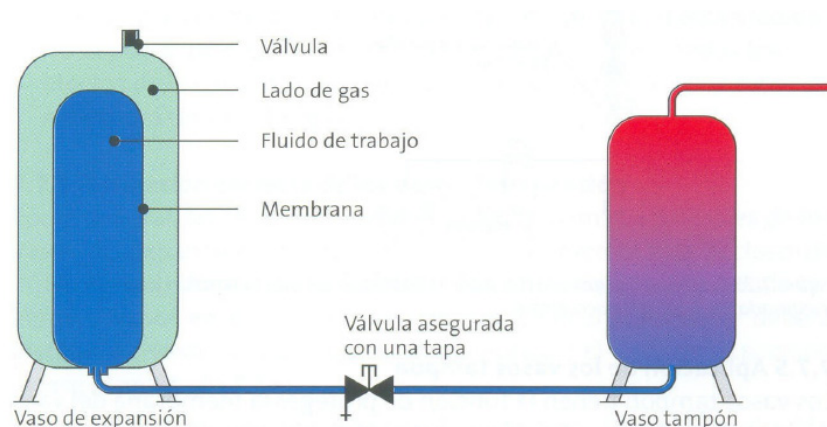 Válvula
Lado de gas
Fluido de trabajo
Membrana
Válvula asegurada
con una tapa
Vaso de expansión
Vaso tampón